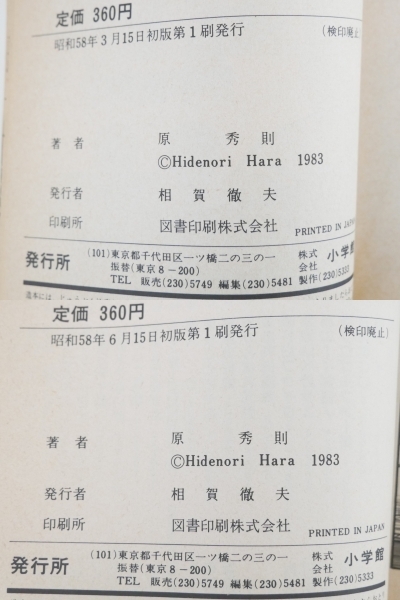 定価 360円
昭和58年3月15日初版第1刷発行 (検印廃止)
著者 原 秀則
©Hidenori Hara 1983
発行者 相賀徹夫
印刷所 図書印刷株式会社
PRINTED IN JAPAN
発行所 (101)東京都千代田区一ツ橋二の三の一 株式会社 小学館
振替(東京8-200)
TEL 販売(230)5749 編集(230)5481 製作(230)5333
定価 360円
昭和58年6月15日初版第1刷発行 (検印廃止)
著者 原 秀則
©Hidenori Hara 1983
発行者 相賀徹夫
印刷所 図書印刷株式会社
PRINTED IN JAPAN
発行所 (101)東京都千代田区一ツ橋二の三の一 株式会社 小学館
振替(東京8-200)
TEL 販売(230)5749 編集(230)5481 製作(230)5333